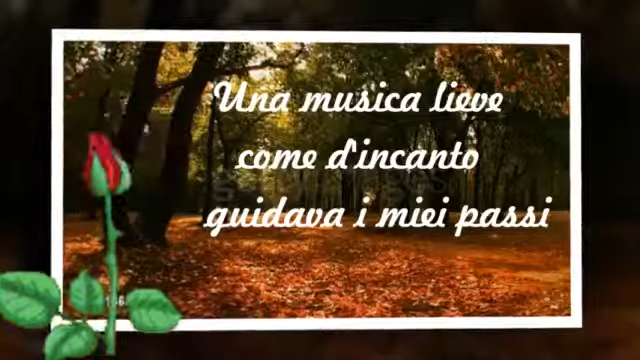 Una musica lieve
come d'incanto
guidava i miei passi